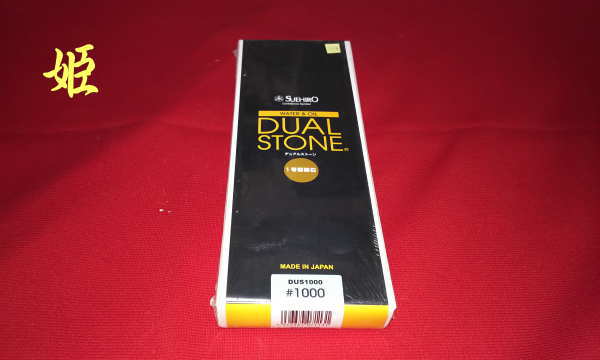 姫
SUEHIRO
WATER & OIL
DUAL
STONE®
デュアルストーン
MADE IN JAPAN
DUS1000
#1000